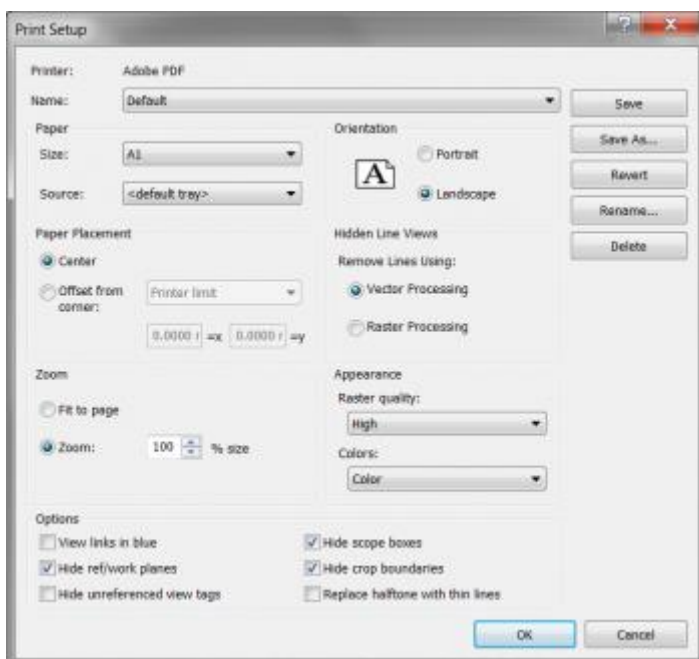 Print Setup
Printer: Adobe PDF
Name: Default
Save
Paper
Size: A1
Source: <default tray>
Orientation
A
Portrait
Landscape
Save As...
Revert
Rename...
Delete
Paper Placement
Center
Offset from corner:
Printer limit
0.0000 =x 0.0000 =y
Hidden Line Views
Remove Lines Using:
Vector Processing
Raster Processing
Zoom
Fit to page
Zoom: 100 % size
Appearance
Raster quality:
High
Colors:
Color
Options
View links in blue
Hide ref/work planes
Hide unreferenced view tags
Hide scope boxes
Hide crop boundaries
Replace halftone with thin lines
OK
Cancel